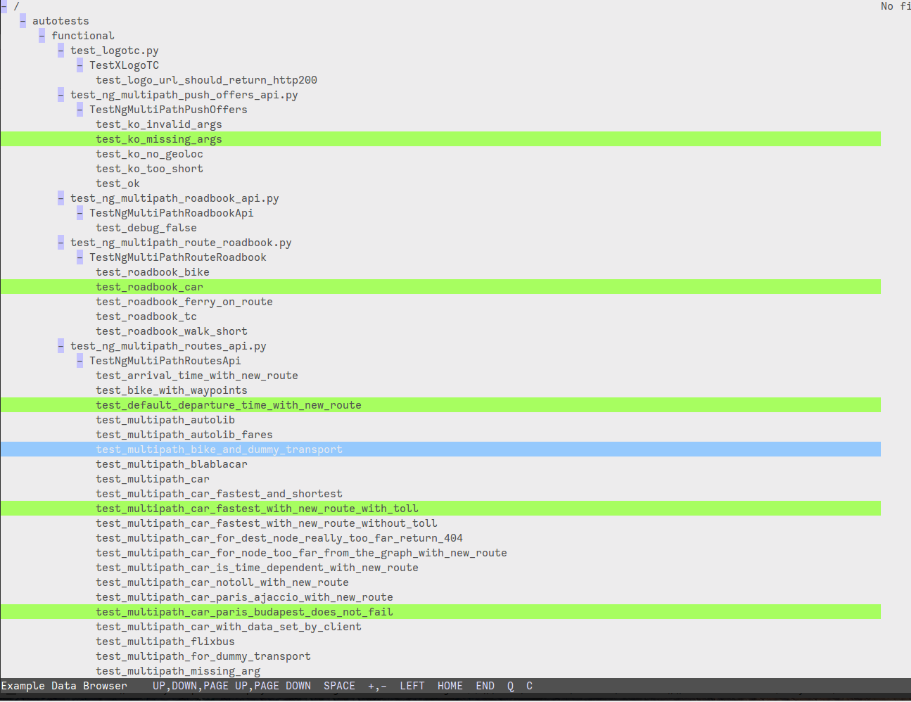 - /                                        No fi
- autotests
- functional
- test_logotc.py
- TestXLogoTC
test_logo_url_should_return_http200
- test_ng_multipath_push_offers_api.py
- TestNgMultiPathPushOffers
test_ko_invalid_args
test_ko_missing_args
test_ko_no_geoloc
test_ko_too_short
test_ok
- test_ng_multipath_roadbook_api.py
- TestNgMultiPathRoadbookApi
test_debug_false
- test_ng_multipath_route_roadbook.py
- TestNgMultiPathRouteRoadbook
test_roadbook_bike
test_roadbook_car
test_roadbook_ferry_on_route
test_roadbook_tc
test_roadbook_walk_short
- test_ng_multipath_routes_api.py
- TestNgMultiPathRoutesApi
test_arrival_time_with_new_route
test_bike_with_waypoints
test_default_departure_time_with_new_route
test_multipath_autolib
test_multipath_autolib_fares
test_multipath_bike_and_dummy_transport
test_multipath_blablacar
test_multipath_car
test_multipath_car_fastest_and_shortest
test_multipath_car_fastest_with_new_route_with_toll
test_multipath_car_fastest_with_new_route_without_toll
test_multipath_car_for_dest_node_really_too_far_return_404
test_multipath_car_for_node_too_far_from_the_graph_with_new_route
test_multipath_car_is_time_dependent_with_new_route
test_multipath_car_notoll_with_new_route
test_multipath_car_paris_ajaccio_with_new_route
test_multipath_car_paris_budapest_does_not_fail
test_multipath_car_with_data_set_by_client
test_multipath_flixbus
test_multipath_for_dummy_transport
test_multipath_missing_arg
Example Data Browser    UP,DOWN,PAGE UP,PAGE DOWN  SPACE  +,-  LEFT  HOME  END  Q  C